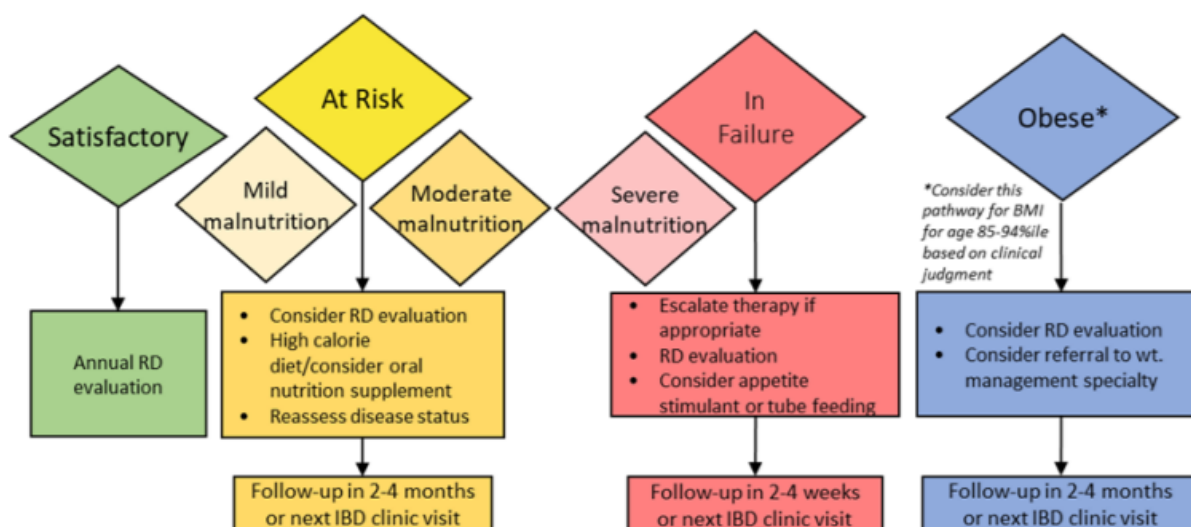 Satisfactory
At Risk
Mild
malnutrition
Moderate
malnutrition
In
Failure
Severe
malnutrition
Obese*
*Consider this
pathway for BMI
for age 85-94%ile
based on clinical
judgment
Annual RD
evaluation
• Consider RD evaluation
• High calorie
diet/consider oral
nutrition supplement
• Reassess disease status
• Escalate therapy if
appropriate
• RD evaluation
• Consider appetite
stimulant or tube feeding
• Consider RD evaluation
• Consider referral to wt.
management specialty
Follow-up in 2-4 months
or next IBD clinic visit
Follow-up in 2-4 weeks
or next IBD clinic visit
Follow-up in 2-4 months
or next IBD clinic visit